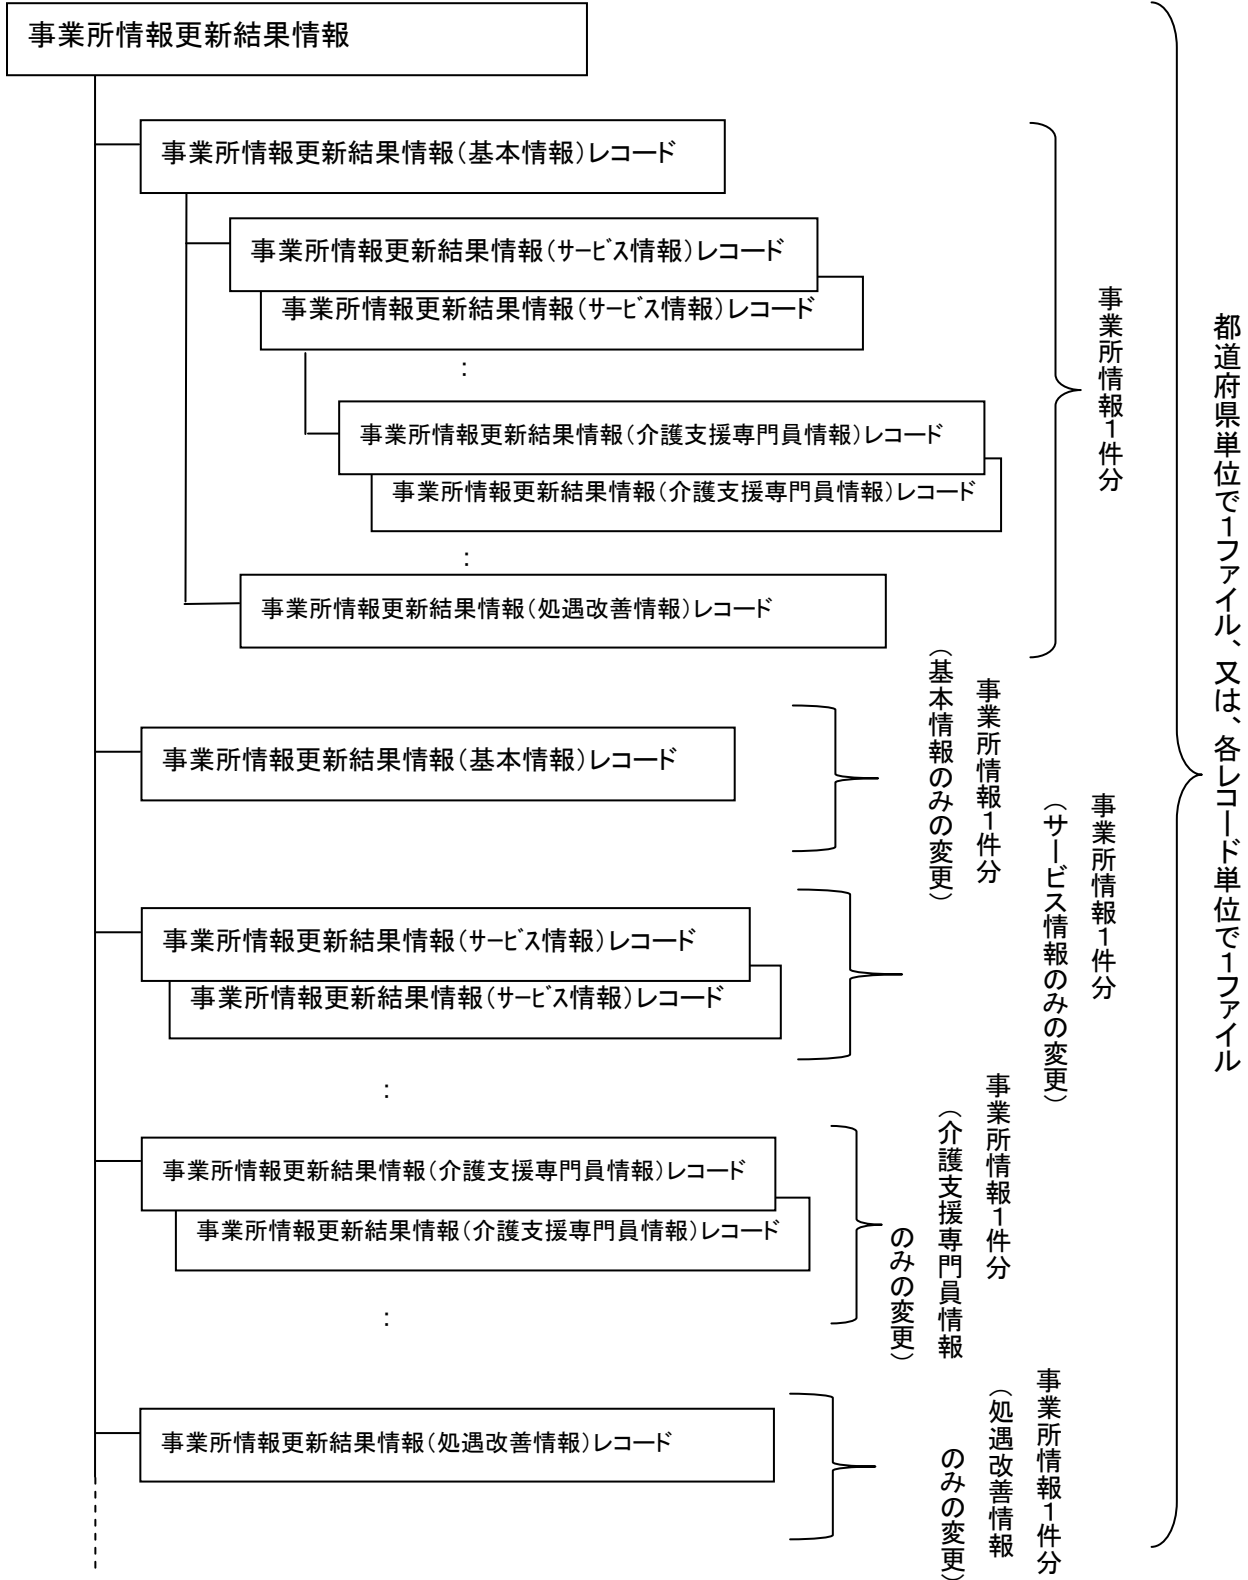 事業所情報更新結果情報
事業所情報更新結果情報(基本情報)レコード
事業所情報更新結果情報(ｻｰﾋﾞｽ情報)レコード
事業所情報更新結果情報(ｻｰﾋﾞｽ情報)レコード
:
事業所情報更新結果情報(介護支援専門員情報)レコード
事業所情報更新結果情報(介護支援専門員情報)レコード
:
事業所情報更新結果情報(処遇改善情報)レコード
事業所情報１件分
事業所情報更新結果情報(基本情報)レコード
事業所情報１件分
(基本情報のみの変更)
事業所情報更新結果情報(ｻｰﾋﾞｽ情報)レコード
事業所情報更新結果情報(ｻｰﾋﾞｽ情報)レコード
:
事業所情報１件分
(サービス情報のみの変更)
事業所情報更新結果情報(介護支援専門員情報)レコード
事業所情報更新結果情報(介護支援専門員情報)レコード
:
事業所情報１件分
(介護支援専門員情報
のみの変更)
事業所情報更新結果情報(処遇改善情報)レコード
事業所情報１件分
(処遇改善情報
のみの変更)
都道府県単位で１ファイル、又は、各レコード単位で１ファイル